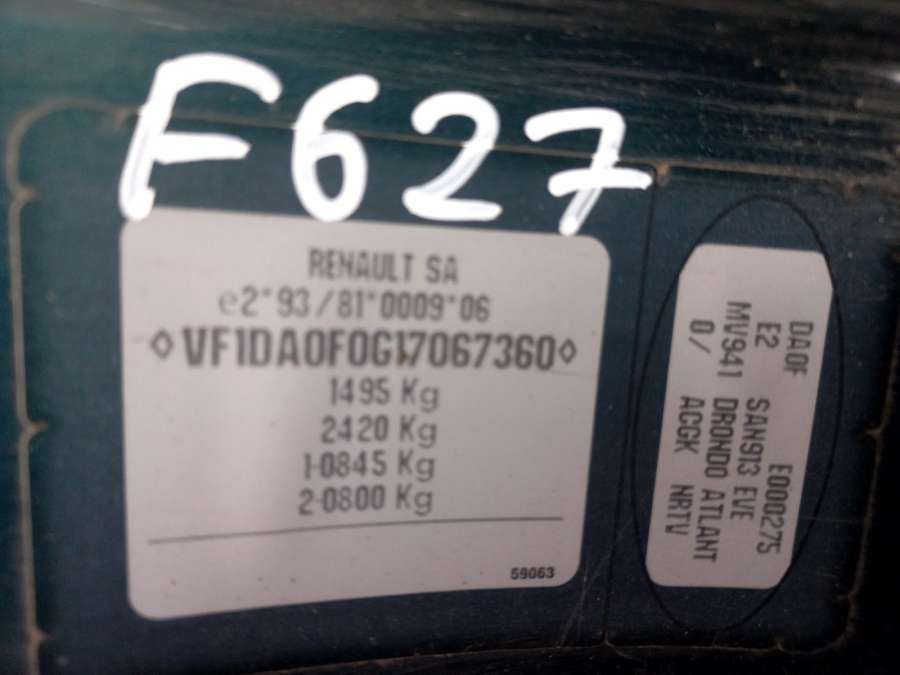 F627
RENAULT SA
e2*93/81*0009*06
◊VF1DA0F0G17067360◊
1495 Kg
2420 Kg
1-0845 Kg
2-0800 Kg
59063
DA0F E000275
E2 SAN913 EVE
MV941 DRONDO ATLANT
0/ ACGK NRTV